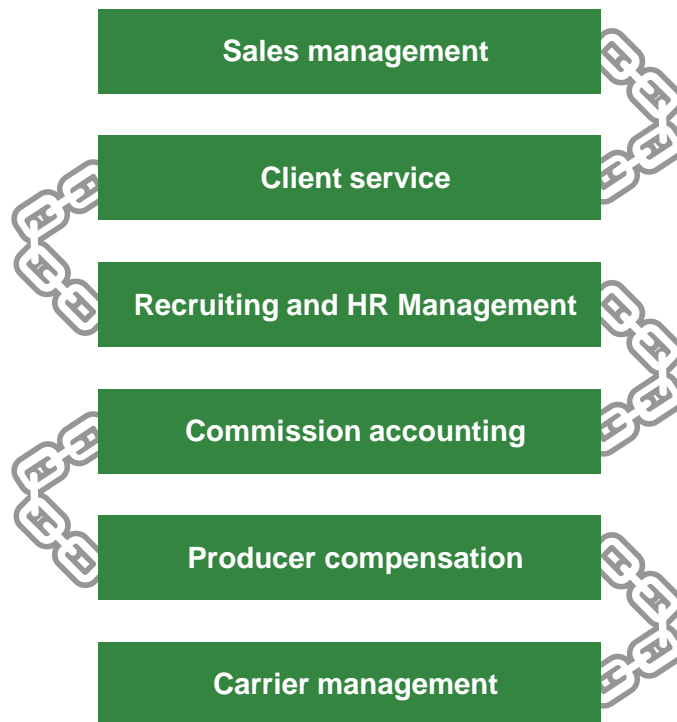 Sales management
Client service
Recruiting and HR Management
Commission accounting
Producer compensation
Carrier management